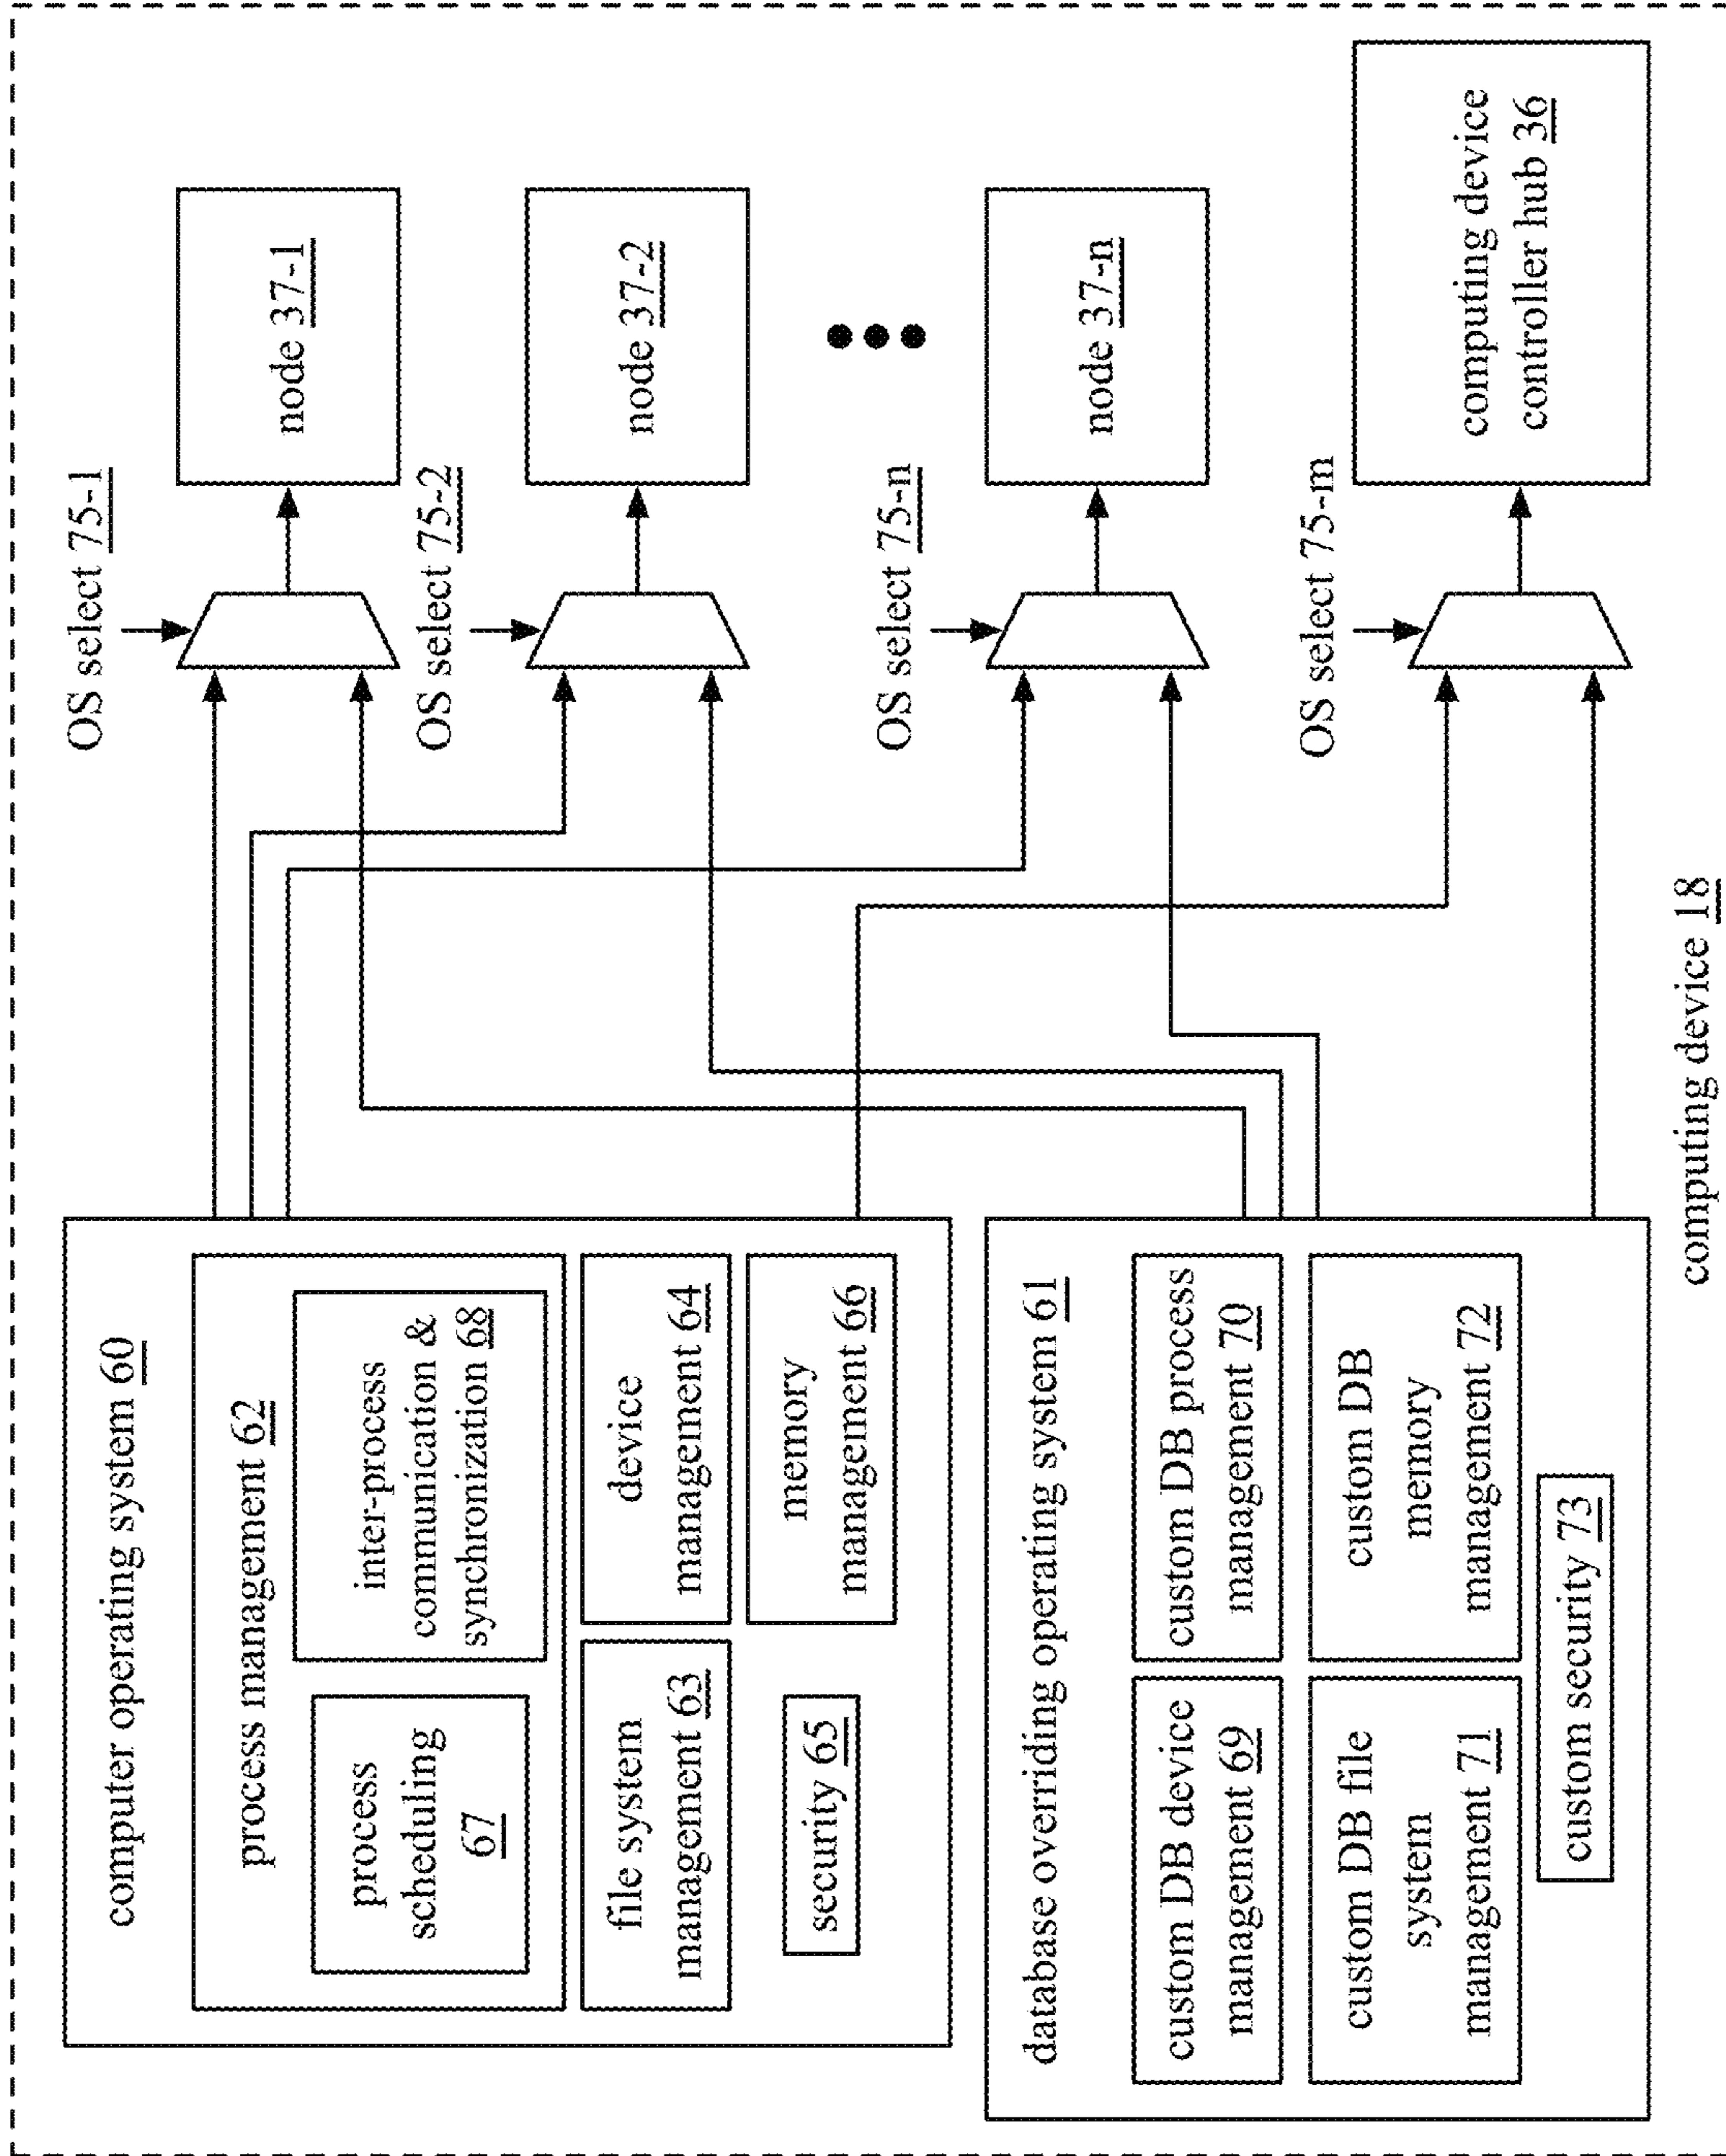 computer operating system 60
process management 62
process
scheduling
67
inter-process
communication &
synchronization 68
file system
management 63
device
management 64
security 65
memory
management 66
database overriding operating system 61
custom DB device
management 69
custom DB process
management 70
custom DB file
system
management 71
custom DB
memory
management 72
custom security 73
OS select 75-1
node 37-1
OS select 75-2
node 37-2
OS select 75-n
node 37-n
OS select 75-m
computing device
controller hub 36
computing device 18